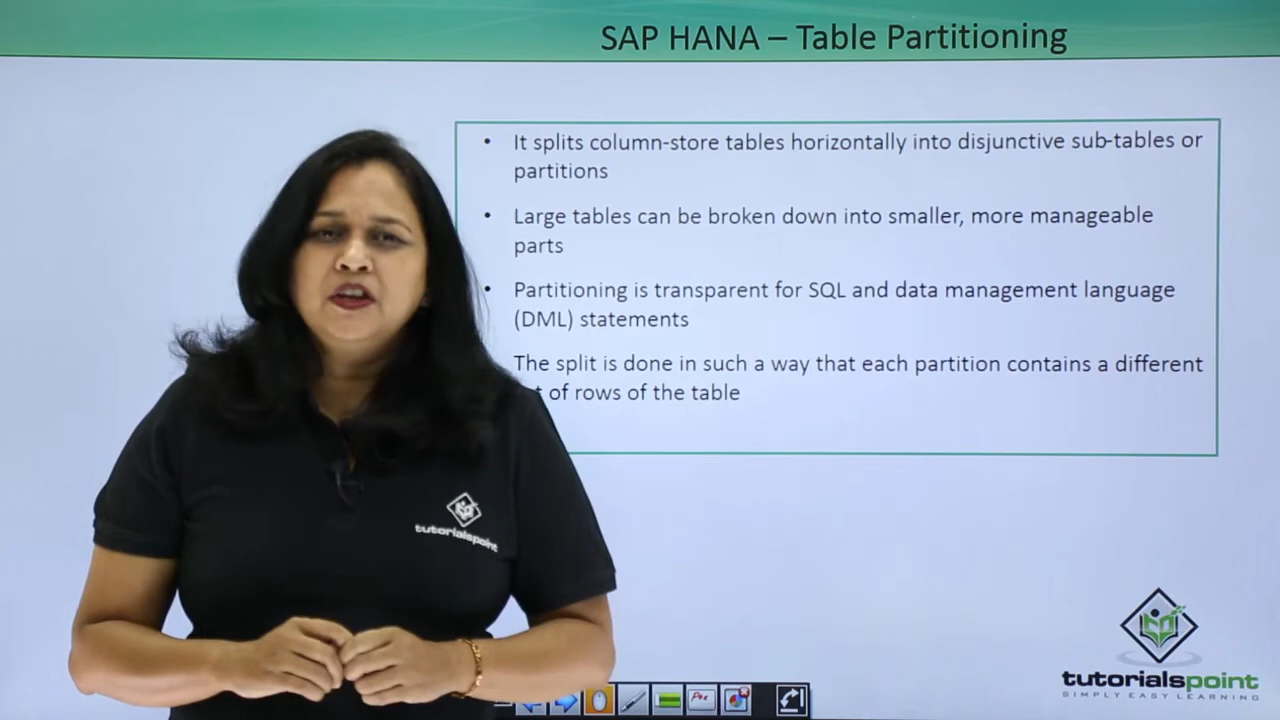 SAP HANA – Table Partitioning
• It splits column-store tables horizontally into disjunctive sub-tables or
partitions
• Large tables can be broken down into smaller, more manageable
parts
• Partitioning is transparent for SQL and data management language
(DML) statements
The split is done in such a way that each partition contains a different
of rows of the table
tutorialspoint
tutorialspoint
SIMPLY EASY LEARNING